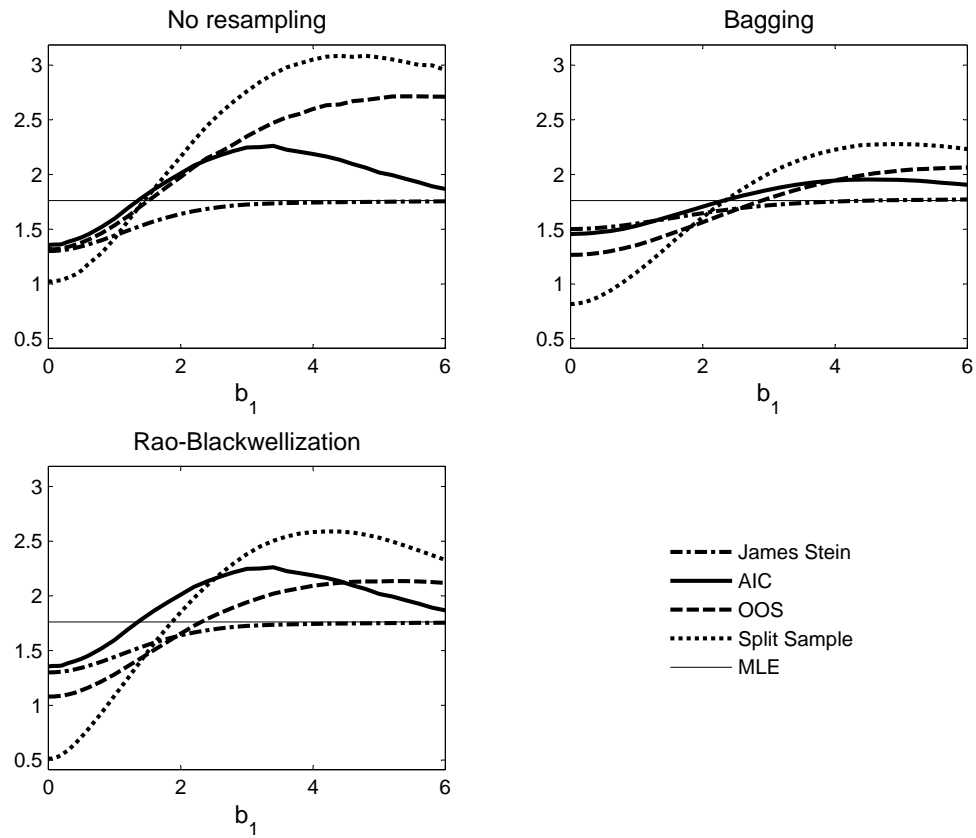 No resampling
3
2.5
2
1.5
1
0.5
0 2 4 6
b1
Bagging
3
2.5
2
1.5
1
0.5
0 2 4 6
b1
Rao-Blackwellization
3
2.5
2
1.5
1
0.5
0 2 4 6
b1
James Stein
AIC
OOS
Split Sample
MLE